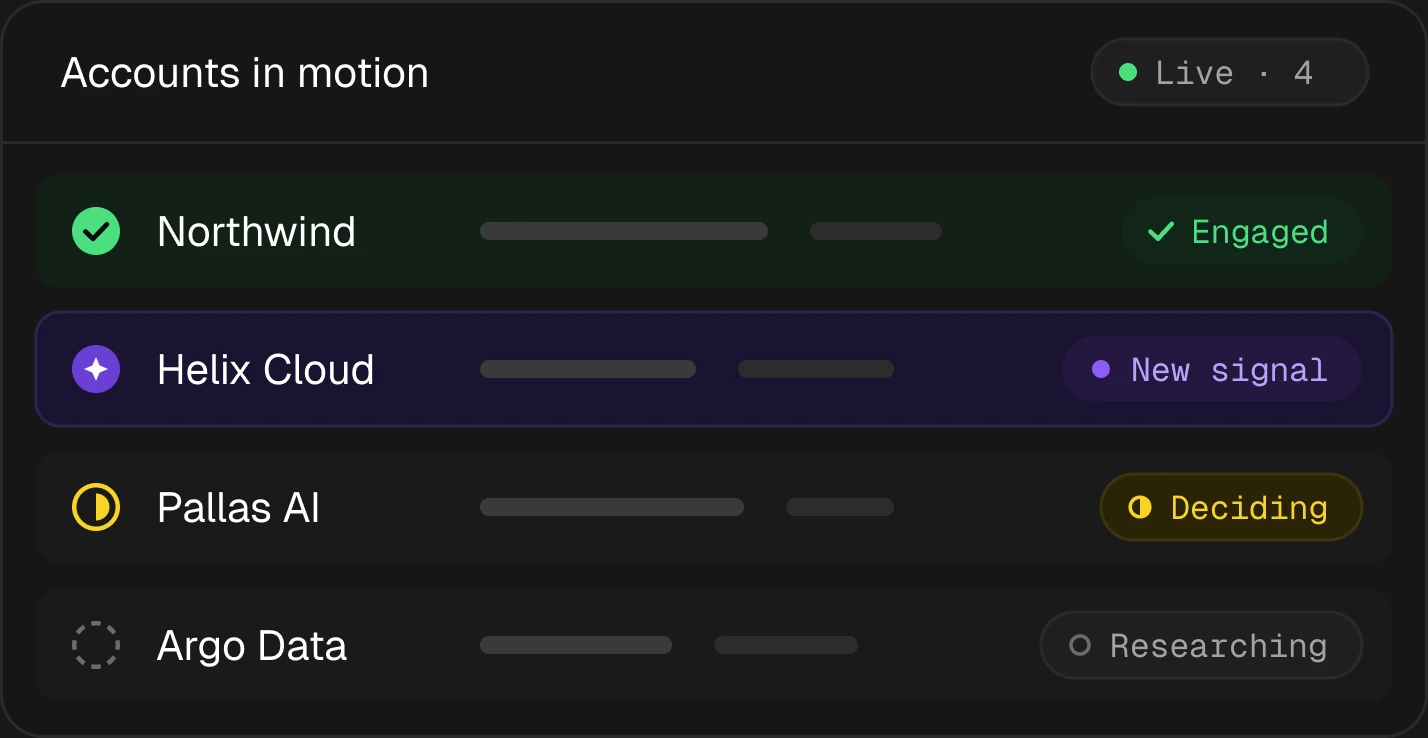 Accounts in motion
Live · 4
Northwind
Engaged
Helix Cloud
New signal
Pallas AI
Deciding
Argo Data
Researching